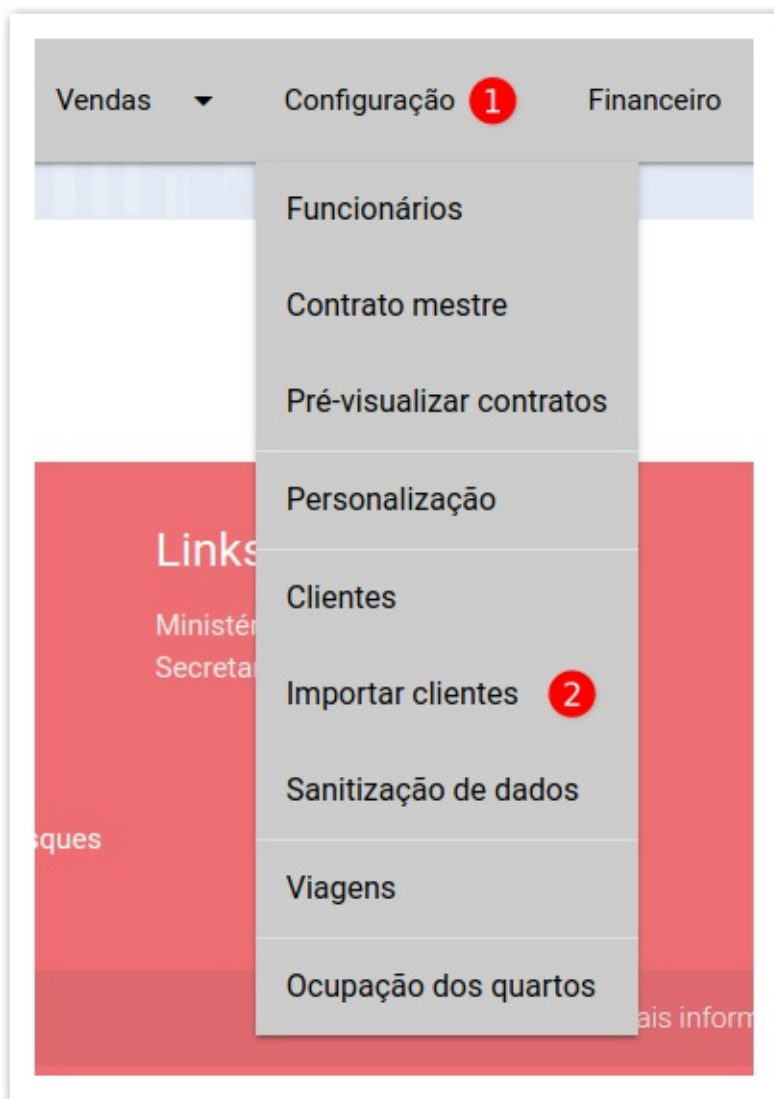 Vendas Configuração 1 Financeiro
Funcionários
Contrato mestre
Pré-visualizar contratos
Personalização
Links
Clientes
Importar clientes 2
Sanitização de dados
Viagens
Ocupação dos quartos